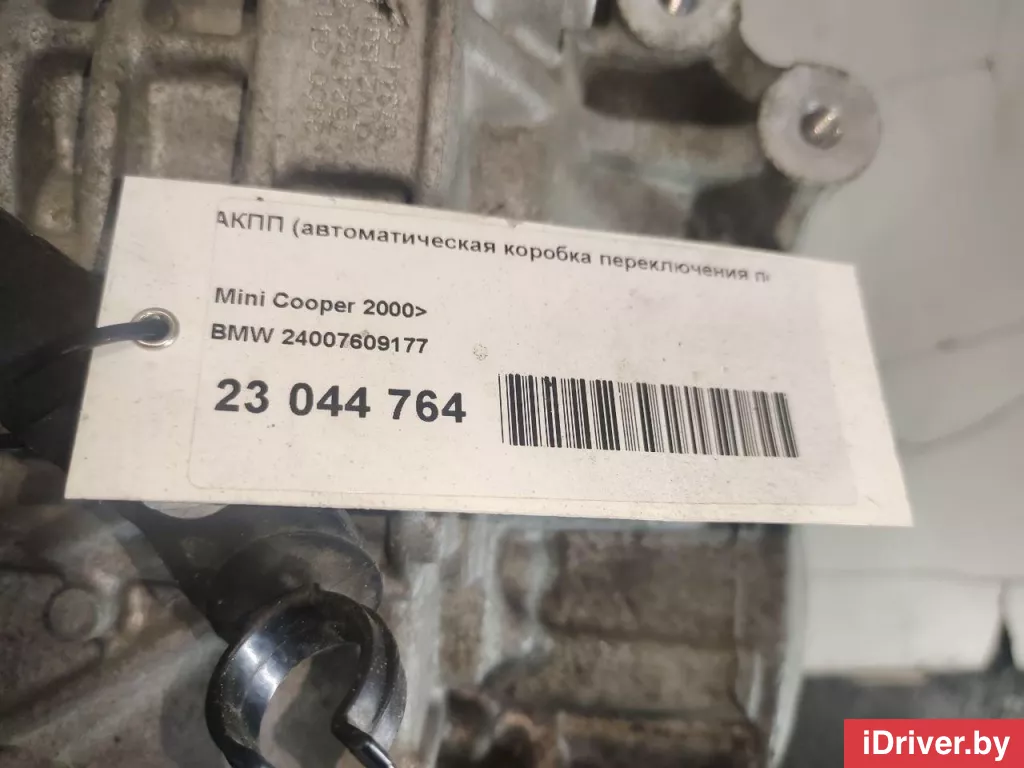 АКПП (автоматическая коробка переключения п
Mini Cooper 2000>
BMW 24007609177
23 044 764
iDriver.by